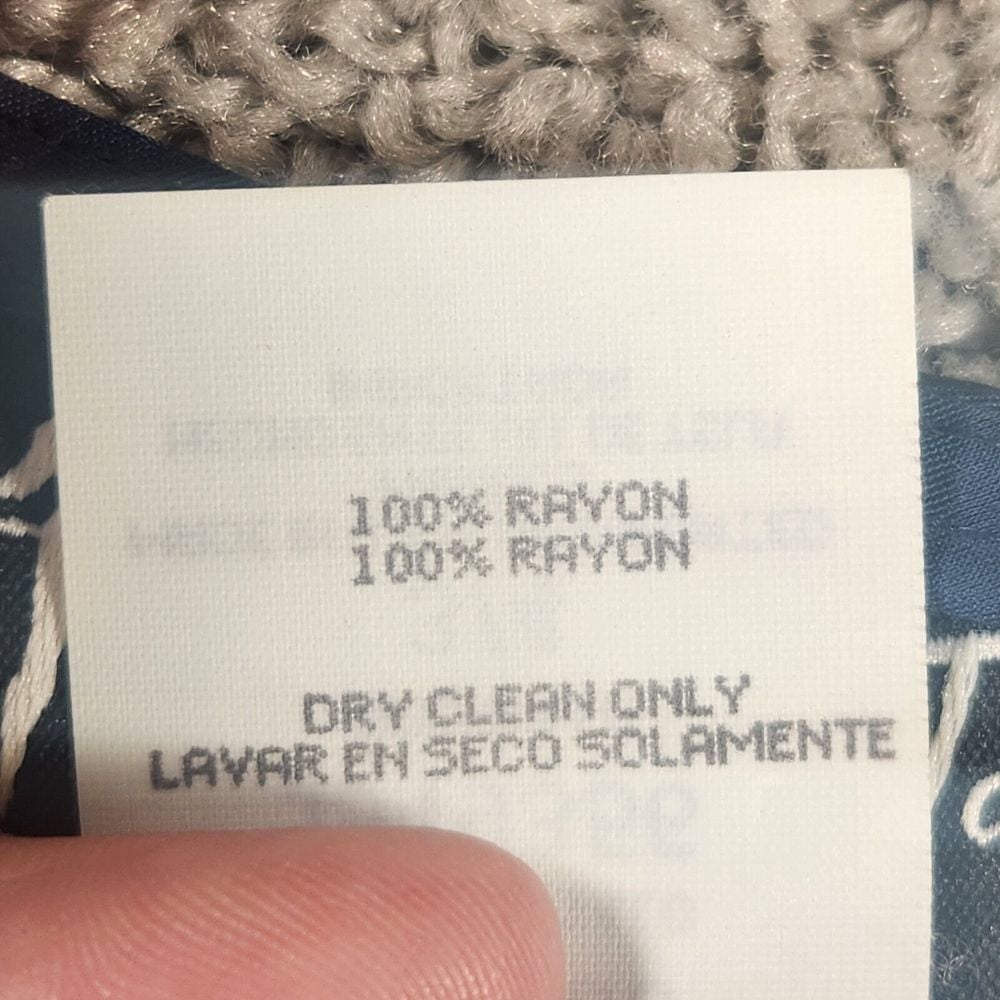 100% RAYON
100% RAYON
DRY CLEAN ONLY
LAVAR EN SECO SOLAMENTE